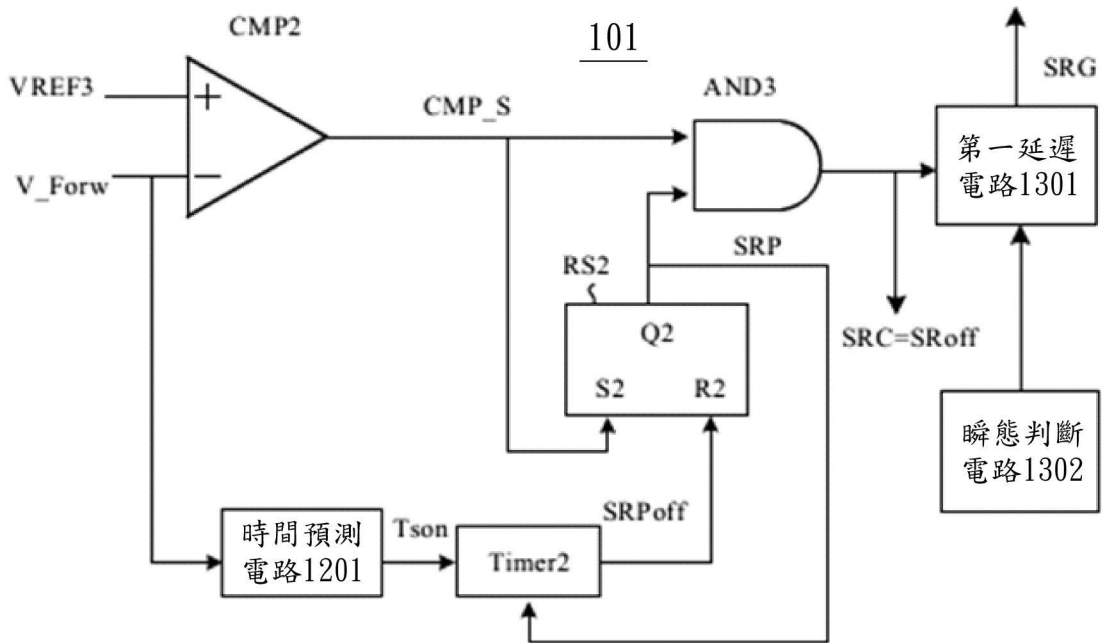 CMP2
101
SRG
VREF3
+
CMP_S
AND3
第一延遲
電路1301
V_Forw
−
SRP
RS2
Q2
SRC=SRoff
S2
R2
瞬態判斷
電路1302
SRPoff
時間預測
電路1201
Tson
Timer2